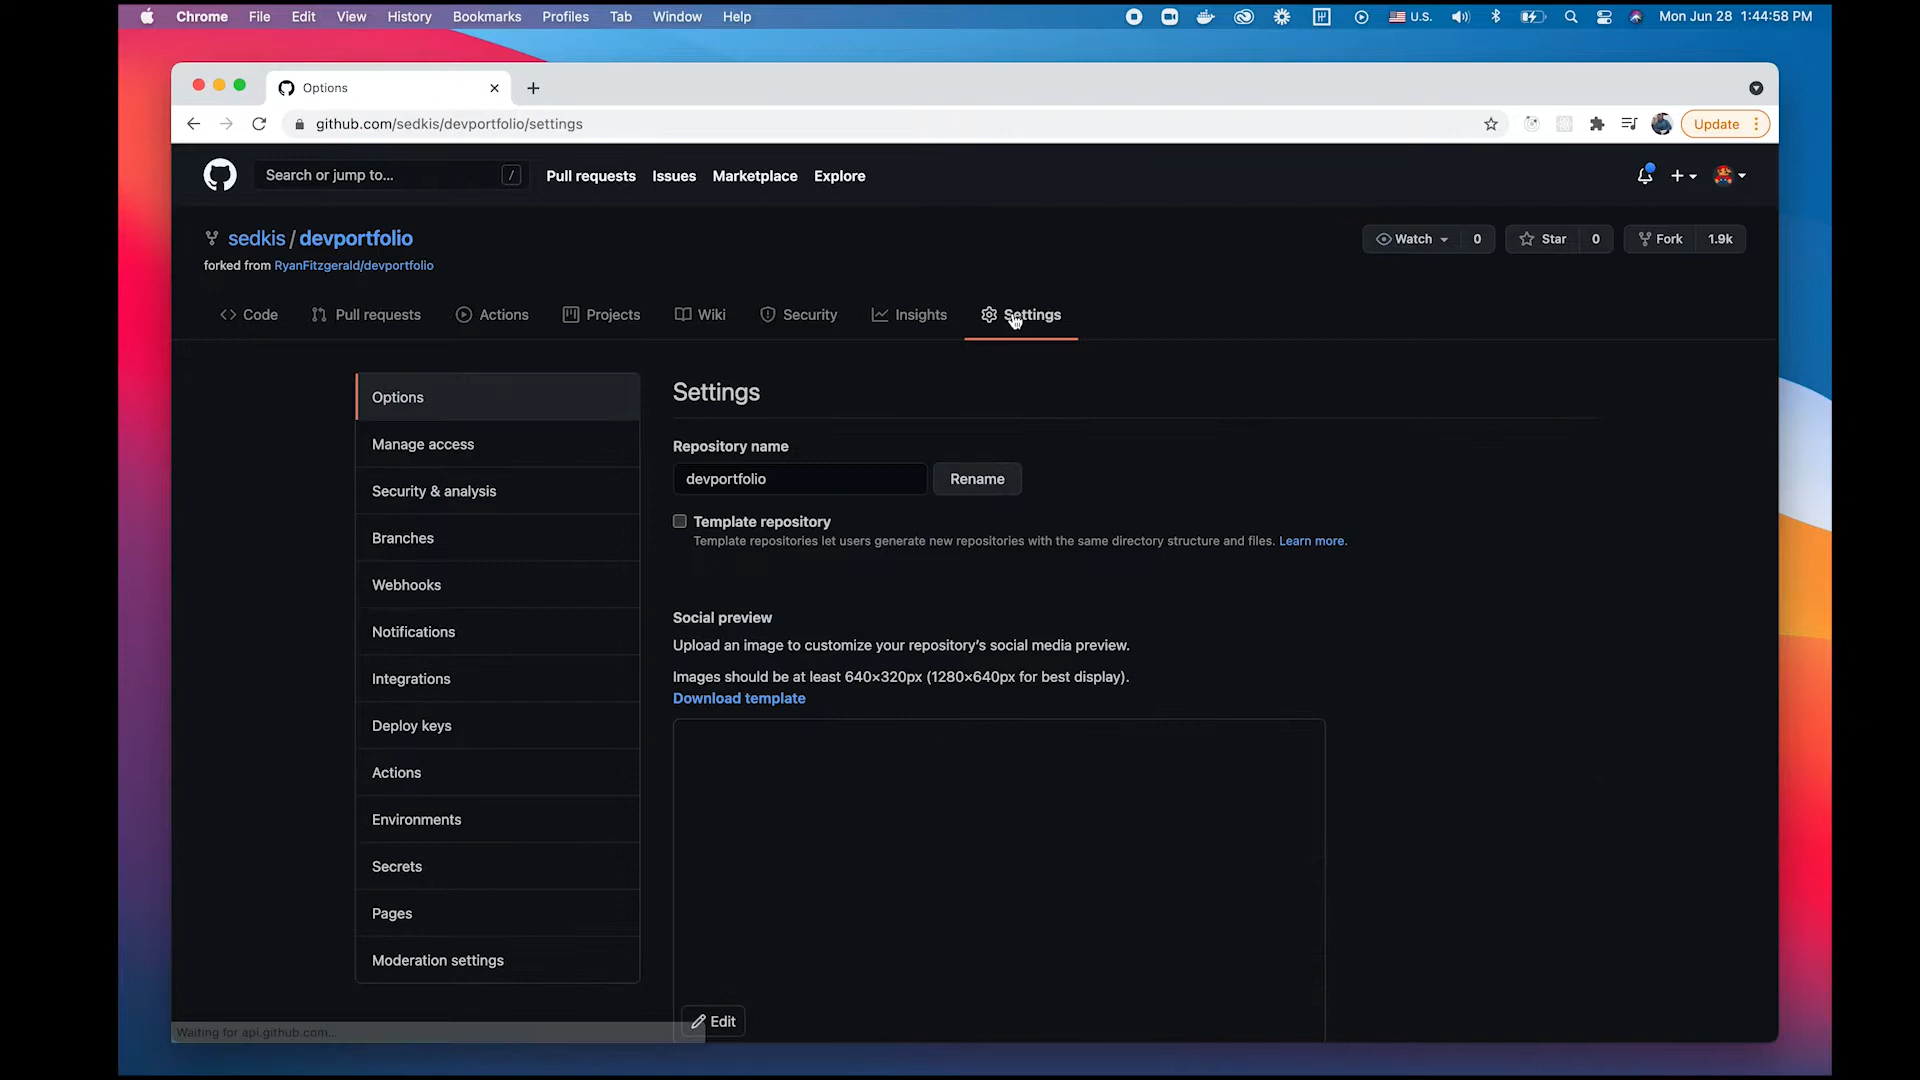 Chrome File Edit View History Bookmarks Profiles Tab Window Help U.S. Mon Jun 28 1:44:58 PM
Options
github.com/sedkis/devportfolio/settings Update
Search or jump to... / Pull requests Issues Marketplace Explore
sedkis / devportfolio Watch 0 Star 0 Fork 1.9k
forked from RyanFitzgerald/devportfolio
Code Pull requests Actions Projects Wiki Security Insights Settings
Options
Manage access
Security & analysis
Branches
Webhooks
Notifications
Integrations
Deploy keys
Actions
Environments
Secrets
Pages
Moderation settings
Settings
Repository name
devportfolio Rename
Template repository
Template repositories let users generate new repositories with the same directory structure and files. Learn more.
Social preview
Upload an image to customize your repository's social media preview.
Images should be at least 640×320px (1280×640px for best display).
Download template
Edit
Waiting for api.github.com...